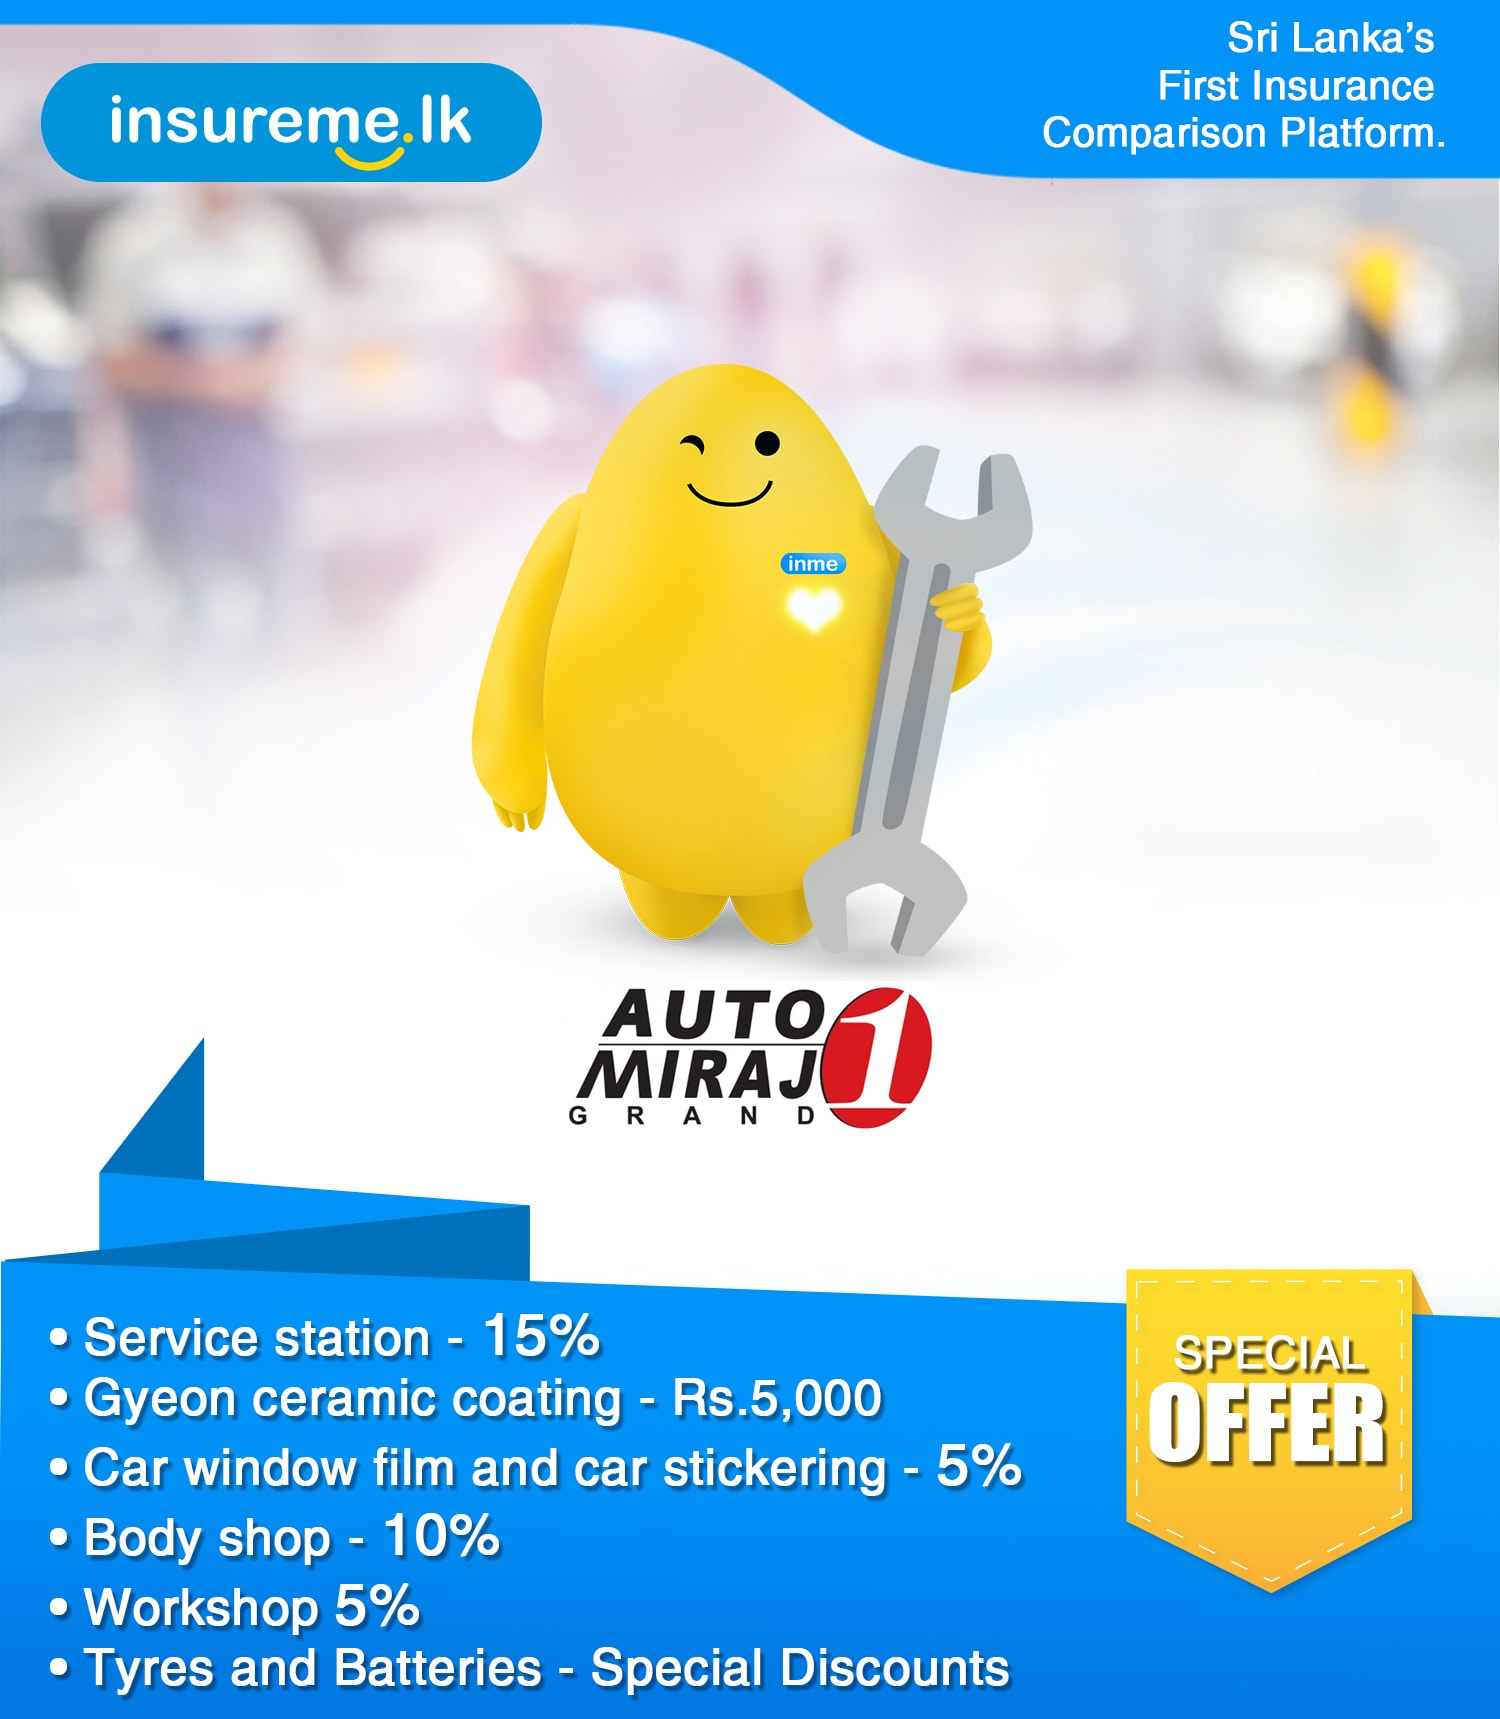 insureme.lk
Sri Lanka’s
First Insurance
Comparison Platform.
inme
AUTO
MIRAJ
GRAND
1
• Service station - 15%
• Gyeon ceramic coating - Rs.5,000
• Car window film and car stickering - 5%
• Body shop - 10%
• Workshop 5%
• Tyres and Batteries - Special Discounts
SPECIAL
OFFER